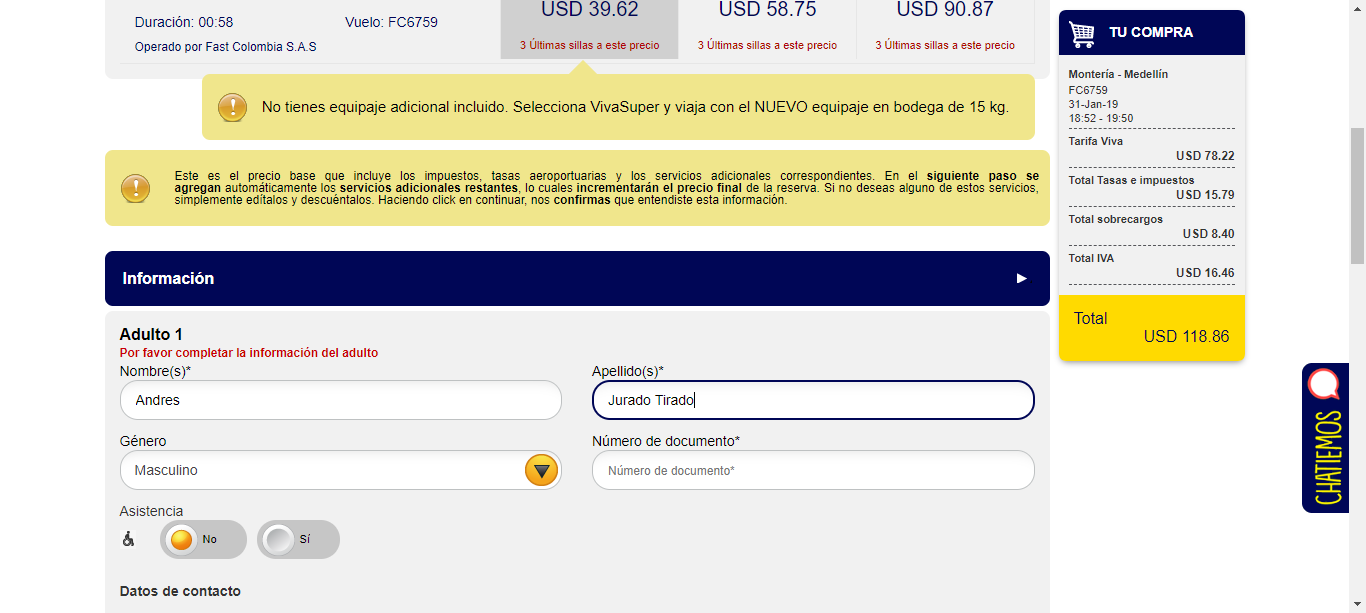 USD 39.62
USD 58.75
USD 90.87
Duración: 00:58
Vuelo: FC6759
Operado por Fast Colombia S.A.S
3 Últimas sillas a este precio
3 Últimas sillas a este precio
3 Últimas sillas a este precio
No tienes equipaje adicional incluido. Selecciona VivaSuper y viaja con el NUEVO equipaje en bodega de 15 kg.
Este es el precio base que incluye los impuestos, tasas aeroportuarias y los servicios adicionales correspondientes. En el siguiente paso se
agregan automáticamente los servicios adicionales restantes, lo cuales incrementarán el precio final de la reserva. Si no deseas alguno de estos servicios,
simplemente edítalos y descuéntalos. Haciendo click en continuar, nos confirmas que entendiste esta información.
Información
Adulto 1
Por favor completar la información del adulto
Nombre(s)*
Apellido(s)*
Andres
Jurado Tirado
Género
Número de documento*
Masculino
Número de documento*
Asistencia
No
Sí
Datos de contacto
TU COMPRA
Montería - Medellín
FC6759
31-Jan-19
18:52 - 19:50
Tarifa Viva
USD 78.22
Total Tasas e impuestos
USD 15.79
Total sobrecargos
USD 8.40
Total IVA
USD 16.46
Total
USD 118.86
CHATIEMOS